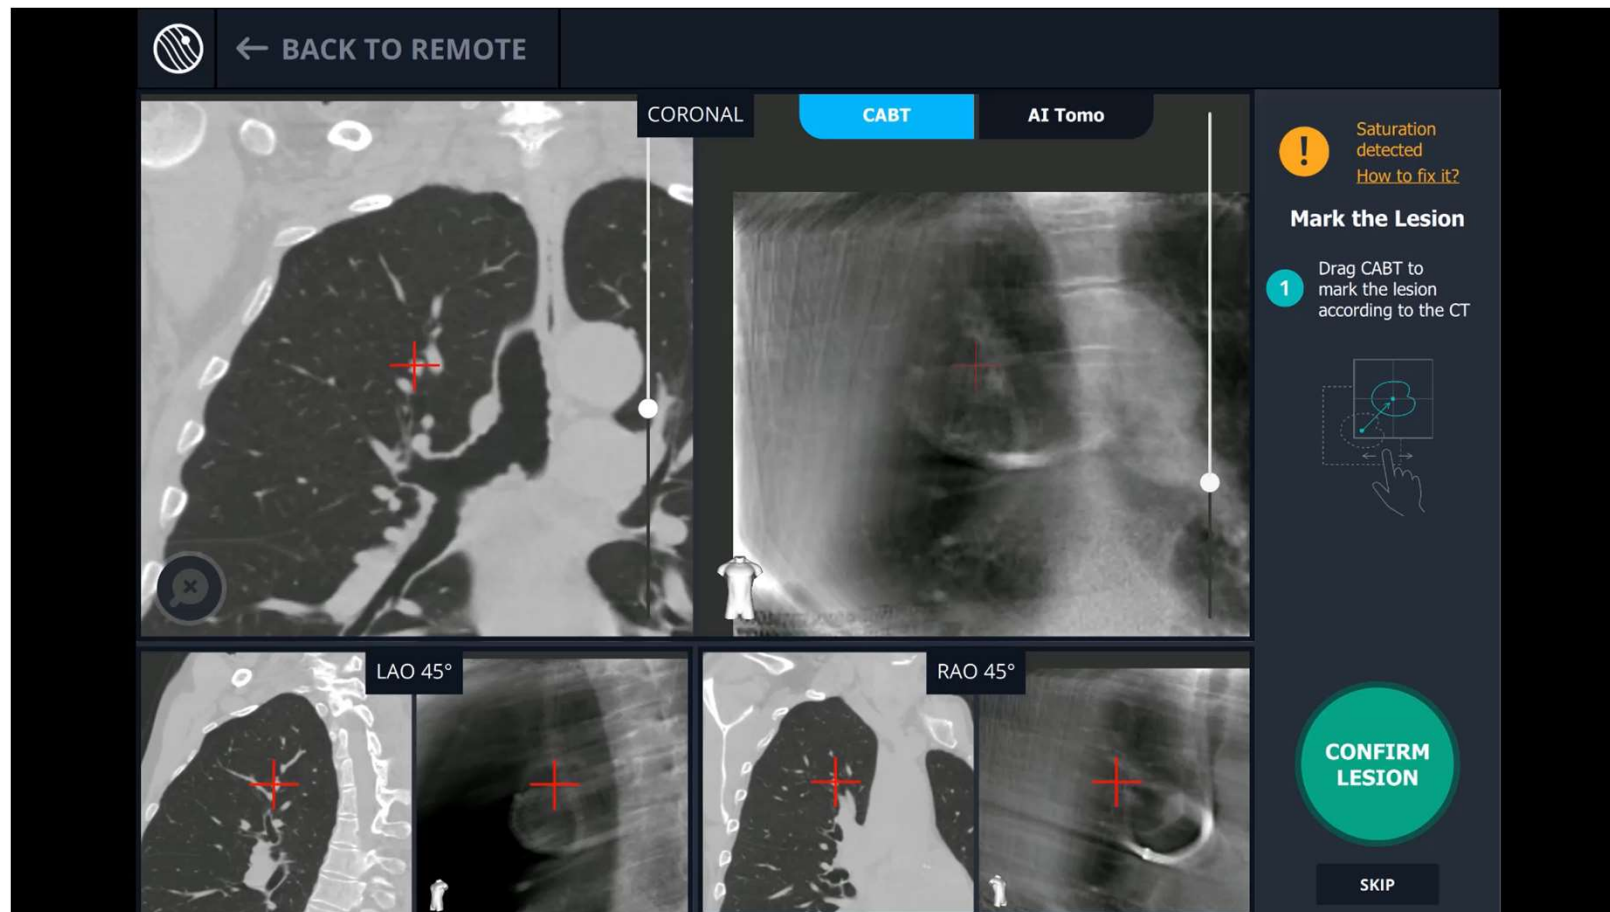 ← BACK TO REMOTE
CORONAL
CABT
AI Tomo
!
Saturation
detected
How to fix it?
Mark the Lesion
1
Drag CABT to
mark the lesion
according to the CT
LAO 45°
RAO 45°
CONFIRM
LESION
SKIP